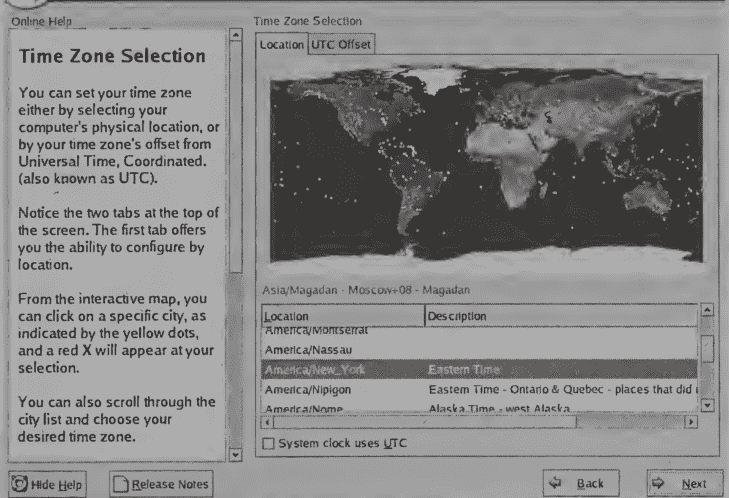 Online Help
Time Zone Selection
You can set your time zone
either by selecting your
computer's physical location, or
by your time zone's offset from
Universal Time, Coordinated.
(also known as UTC).
Notice the two tabs at the top of
the screen. The first tab offers
you the ability to configure by
location.
From the interactive map, you
can click on a specific city, as
indicated by the yellow dots,
and a red X will appear at your
selection.
You can also scroll through the
city list and choose your
desired time zone.
Time Zone Selection
Location UTC Offset
Asia/Magadan - Moscow+08 - Magadan
Location Description
America/Montserrat
America/Nassau
America/New_York Eastern Time
America/Nipigon Eastern Time - Ontario & Quebec - places that did
America/Nome Alaska Time - west Alaska
System clock uses UTC
Hide Help Release Notes Back Next